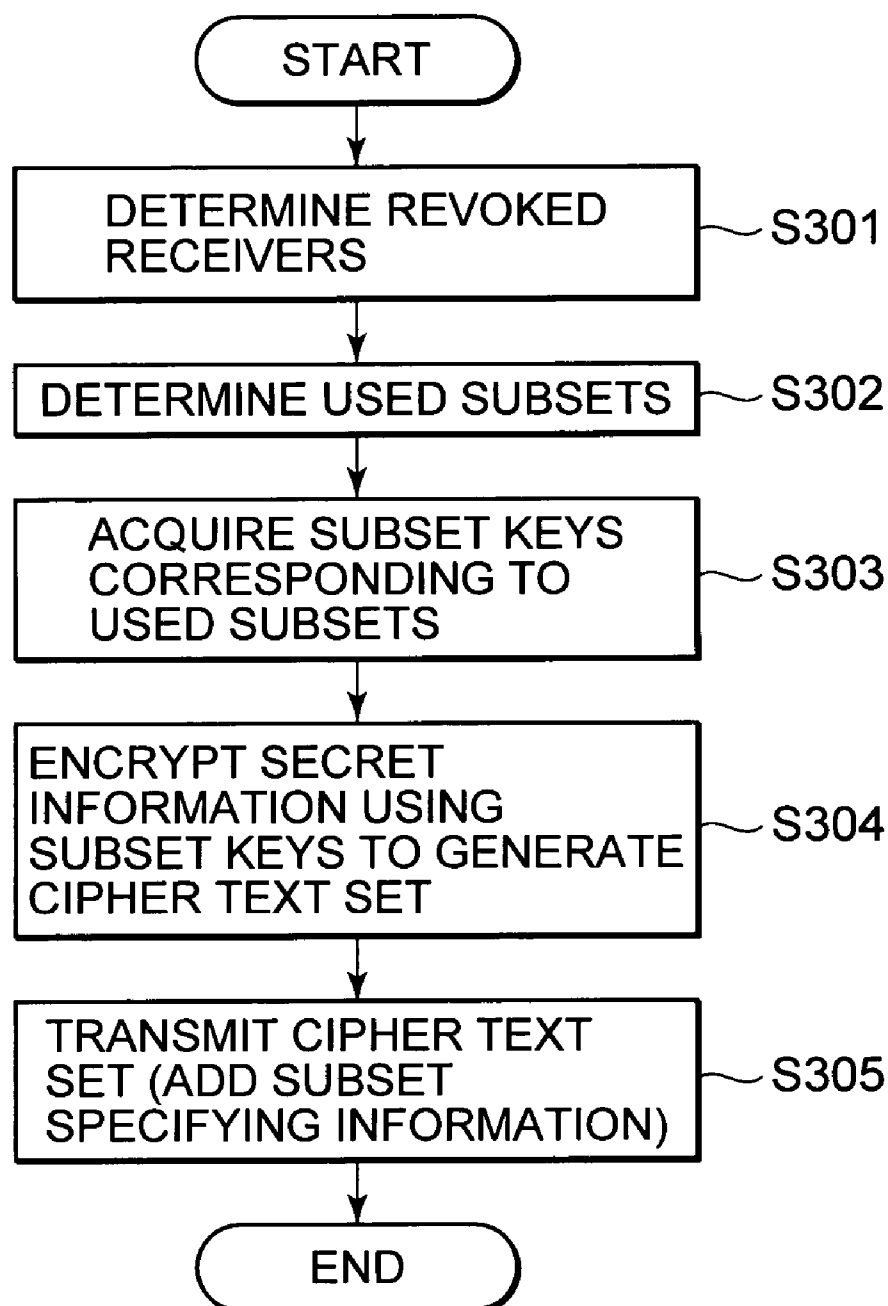 START
DETERMINE REVOKED
RECEIVERS
S301
DETERMINE USED SUBSETS
S302
ACQUIRE SUBSET KEYS
CORRESPONDING TO
USED SUBSETS
S303
ENCRYPT SECRET
INFORMATION USING
SUBSET KEYS TO GENERATE
CIPHER TEXT SET
S304
TRANSMIT CIPHER TEXT
SET (ADD SUBSET
SPECIFYING INFORMATION)
S305
END